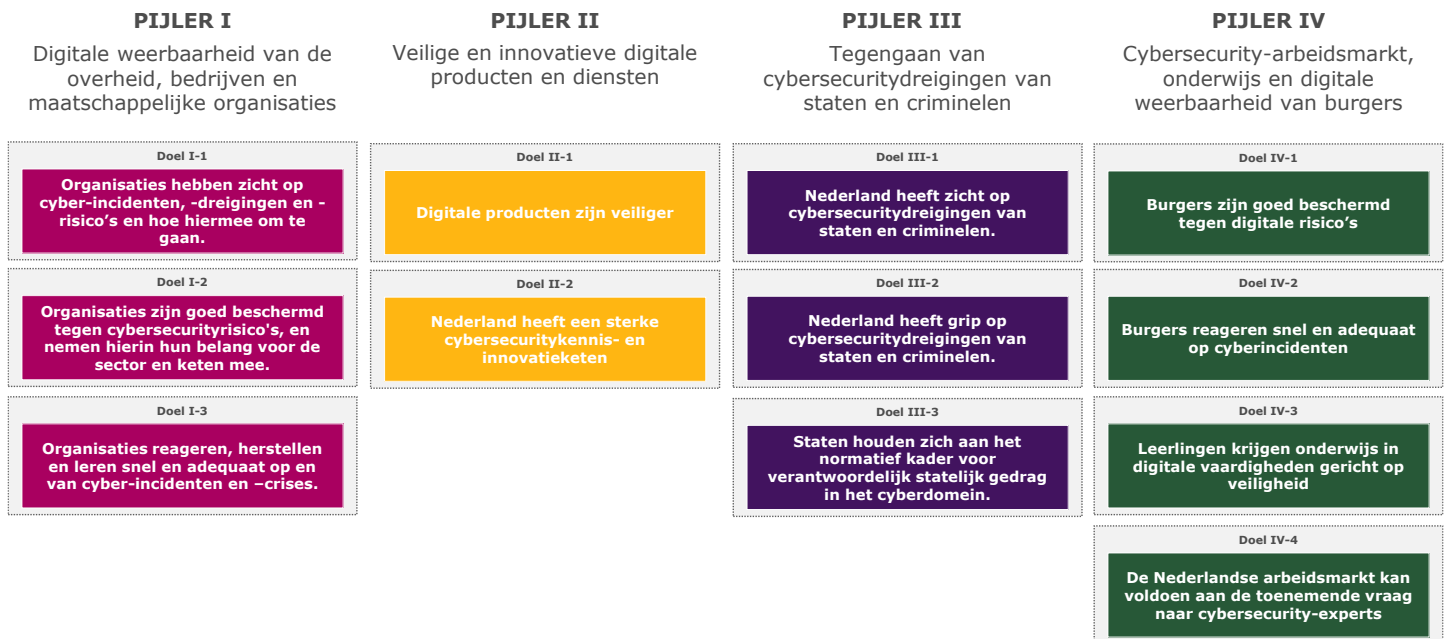 PIJLER I
Digitale weerbaarheid van de
overheid, bedrijven en
maatschappelijke organisaties
Doel I-1
Organisaties hebben zicht op
cyber-incidenten, -dreigingen en -
risico’s en hoe hiermee om te
gaan.
Doel I-2
Organisaties zijn goed beschermd
tegen cybersecurityrisico's, en
nemen hierin hun belang voor de
sector en keten mee.
Doel I-3
Organisaties reageren, herstellen
en leren snel en adequaat op en
van cyber-incidenten en –crises.
PIJLER II
Veilige en innovatieve digitale
producten en diensten
Doel II-1
Digitale producten zijn veiliger
Doel II-2
Nederland heeft een sterke
cybersecuritykennis- en
innovatieketen
PIJLER III
Tegengaan van
cybersecuritydreigingen van
staten en criminelen
Doel III-1
Nederland heeft zicht op
cybersecuritydreigingen van
staten en criminelen.
Doel III-2
Nederland heeft grip op
cybersecuritydreigingen van
staten en criminelen.
Doel III-3
Staten houden zich aan het
normatief kader voor
verantwoordelijk statelijk gedrag
in het cyberdomein.
PIJLER IV
Cybersecurity-arbeidsmarkt,
onderwijs en digitale
weerbaarheid van burgers
Doel IV-1
Burgers zijn goed beschermd
tegen digitale risico’s
Doel IV-2
Burgers reageren snel en adequaat
op cyberincidenten
Doel IV-3
Leerlingen krijgen onderwijs in
digitale vaardigheden gericht op
veiligheid
Doel IV-4
De Nederlandse arbeidsmarkt kan
voldoen aan de toenemende vraag
naar cybersecurity-experts